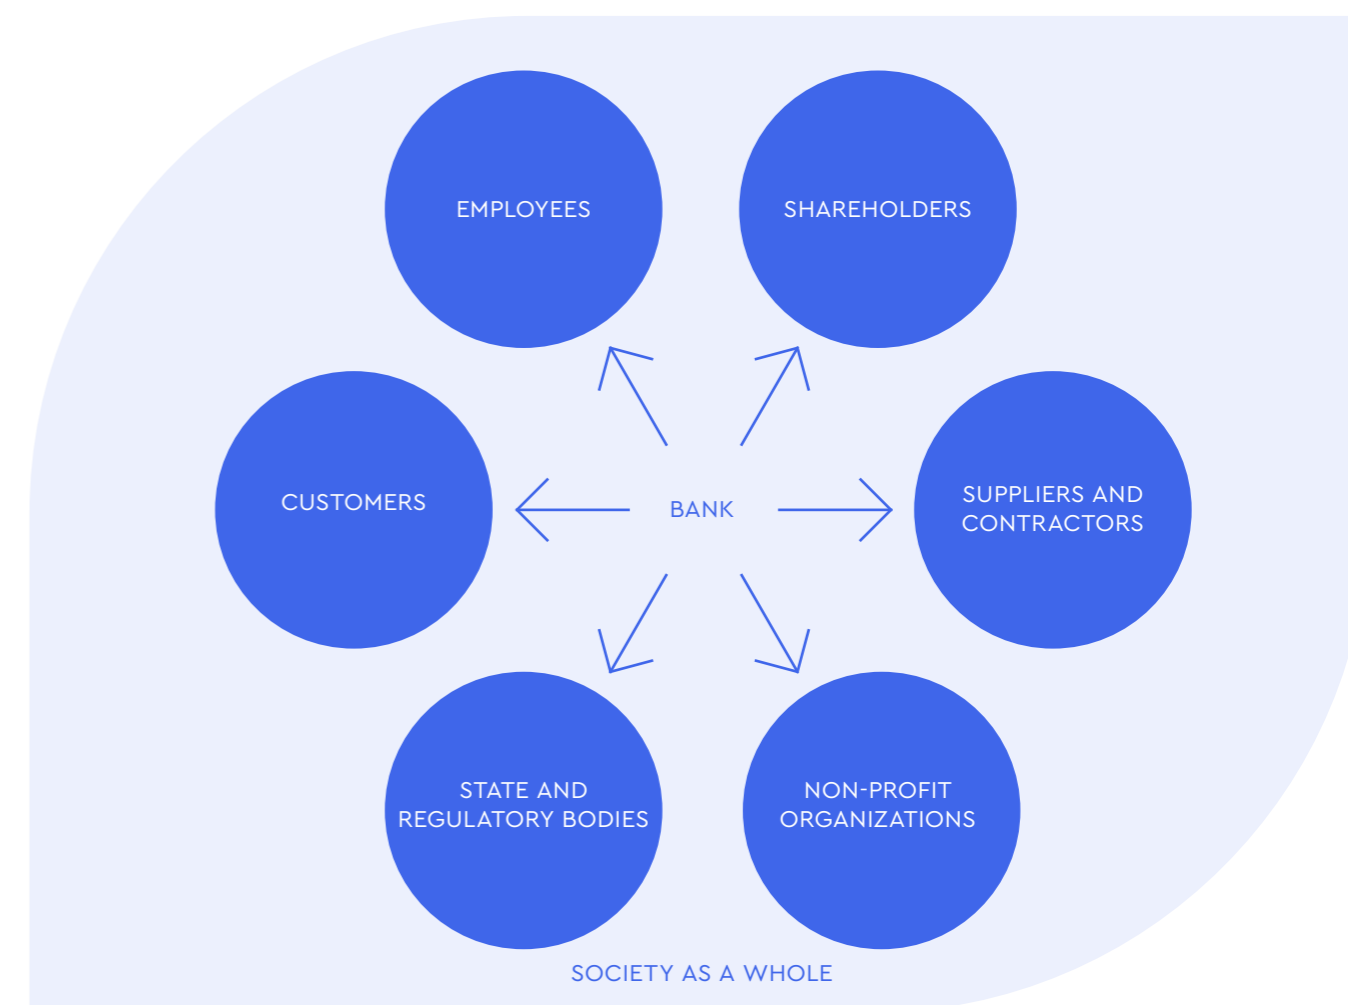 EMPLOYEES
SHAREHOLDERS
CUSTOMERS
BANK
SUPPLIERS AND
CONTRACTORS
STATE AND
REGULATORY BODIES
NON-PROFIT
ORGANIZATIONS
SOCIETY AS A WHOLE